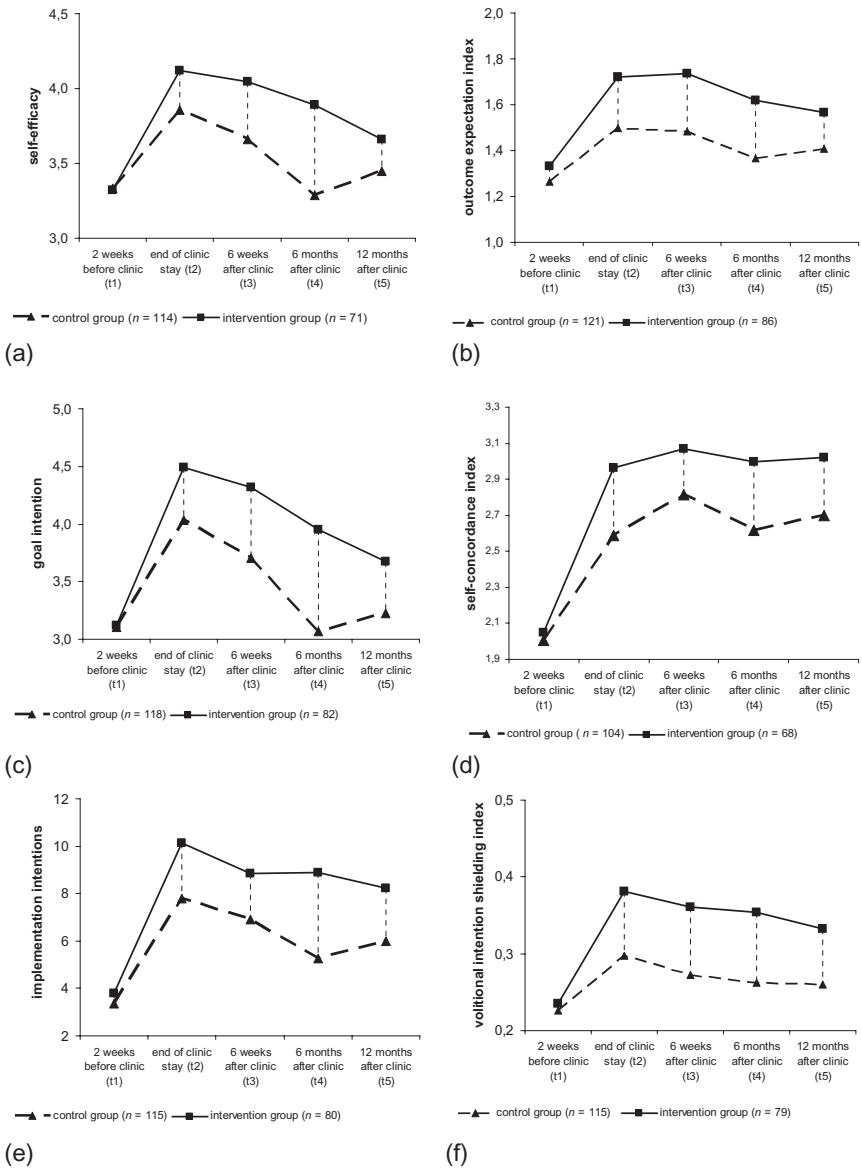 4,5
4,0
3,5
3,0
self-efficacy
2 weeks before clinic (t1)
end of clinic stay (t2)
6 weeks after clinic (t3)
6 months after clinic (t4)
12 months after clinic (t5)
control group (n = 114) intervention group (n = 71)
(a)
2,0
1,8
1,6
1,4
1,2
1,0
outcome expectation index
2 weeks before clinic (t1)
end of clinic stay (t2)
6 weeks after clinic (t3)
6 months after clinic (t4)
12 months after clinic (t5)
control group (n = 121) intervention group (n = 86)
(b)
5,0
4,5
4,0
3,5
3,0
goal intention
2 weeks before clinic (t1)
end of clinic stay (t2)
6 weeks after clinic (t3)
6 months after clinic (t4)
12 months after clinic (t5)
control group (n = 118) intervention group (n = 82)
(c)
3,3
3,1
2,9
2,7
2,5
2,3
2,1
1,9
self-concordance index
2 weeks before clinic (t1)
end of clinic stay (t2)
6 weeks after clinic (t3)
6 months after clinic (t4)
12 months after clinic (t5)
control group ( n = 104) intervention group (n = 68)
(d)
12
10
8
6
4
2
implementation intentions
2 weeks before clinic (t1)
end of clinic stay (t2)
6 weeks after clinic (t3)
6 months after clinic (t4)
12 months after clinic (t5)
control group (n = 115) intervention group (n = 80)
(e)
0,5
0,4
0,3
0,2
volitional intention shielding index
2 weeks before clinic (t1)
end of clinic stay (t2)
6 weeks after clinic (t3)
6 months after clinic (t4)
12 months after clinic (t5)
control group (n = 115) intervention group (n = 79)
(f)